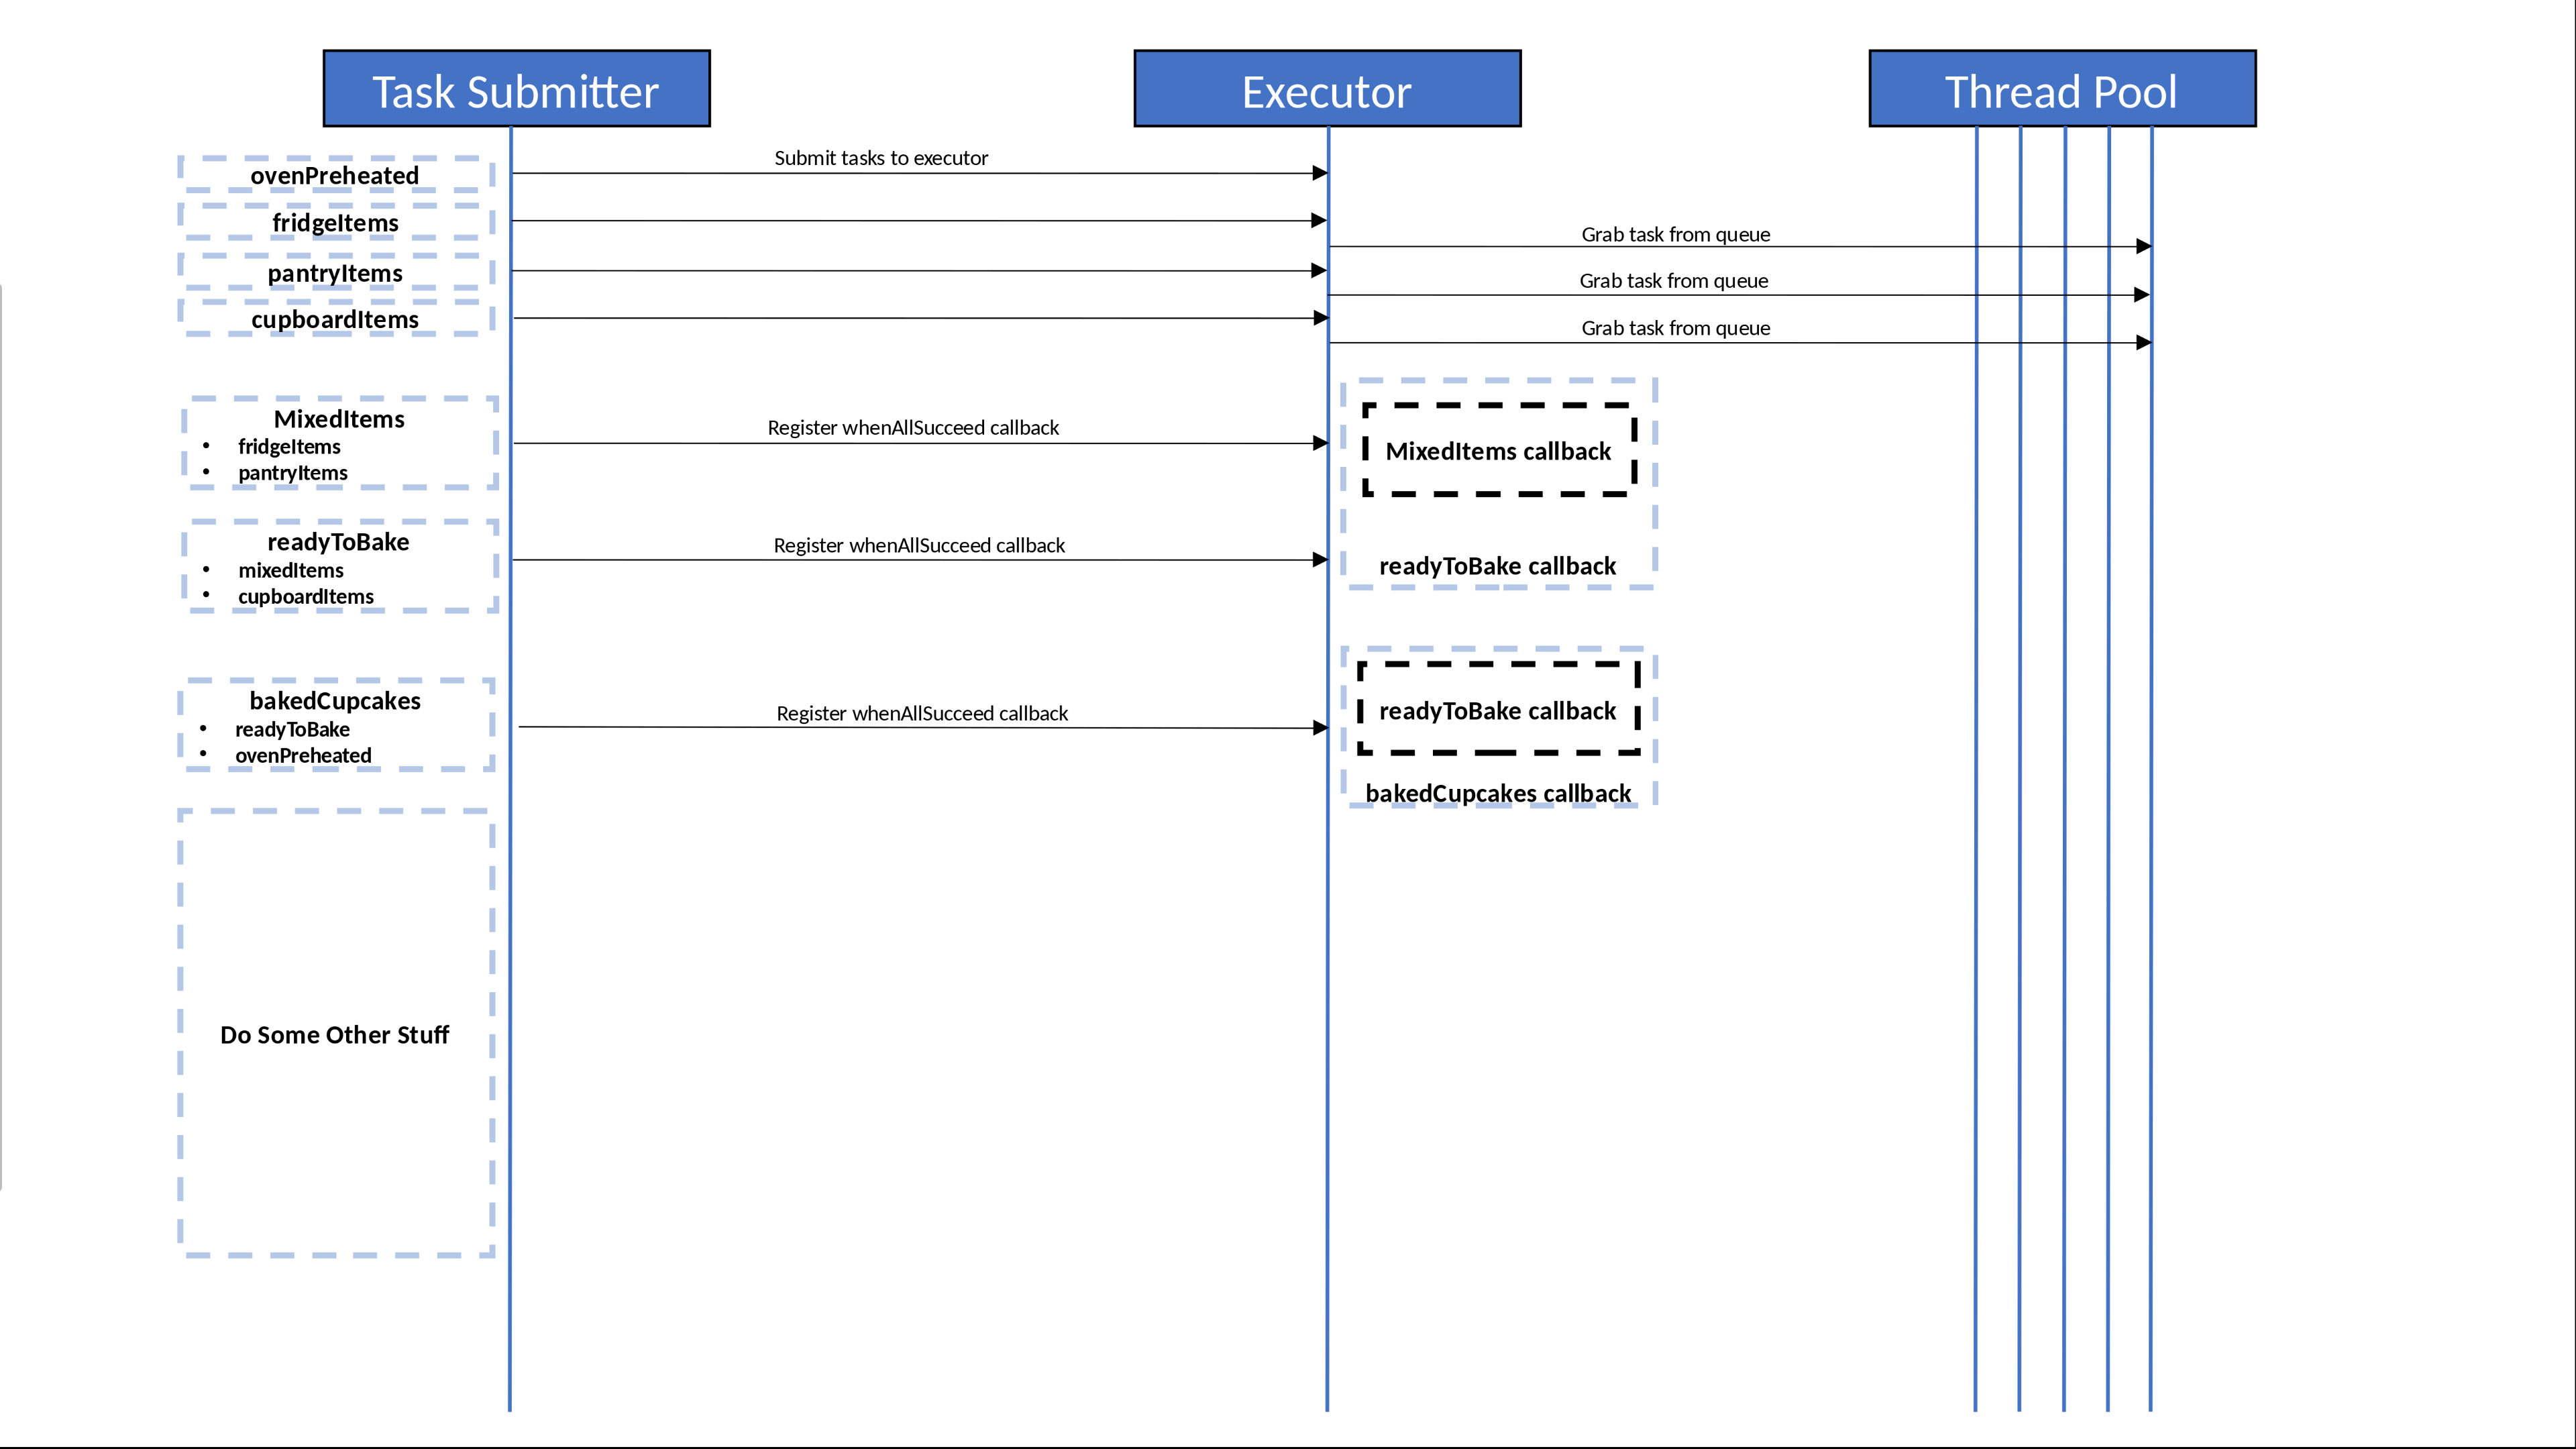 Task Submitter
Executor
Thread Pool
Submit tasks to executor
ovenPreheated
fridgeItems
Grab task from queue
pantryItems
Grab task from queue
cupboardItems
Grab task from queue
MixedItems
• fridgeItems
• pantryItems
Register whenAllSucceed callback
MixedItems callback
readyToBake
• mixedItems
• cupboardItems
Register whenAllSucceed callback
readyToBake callback
bakedCupcakes
• readyToBake
• ovenPreheated
Register whenAllSucceed callback
readyToBake callback
bakedCupcakes callback
Do Some Other Stuff